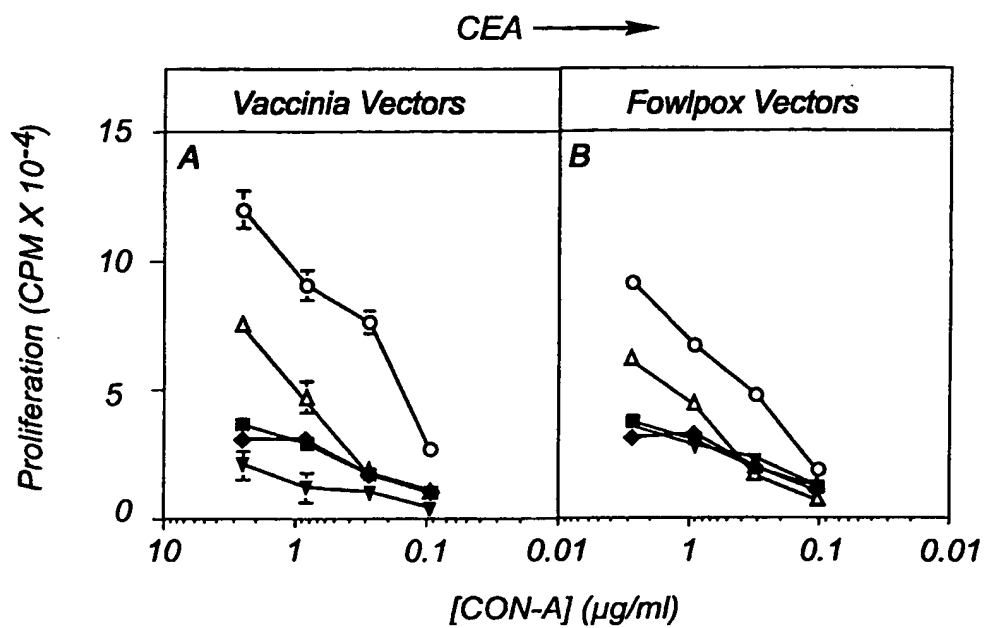 CEA
Vaccinia Vectors
Fowlpox Vectors
Proliferation (CPM X 10-4)
15
10
5
0
A
B
10 1 0.1 0.01
1 0.1 0.01
[CON-A] (µg/ml)